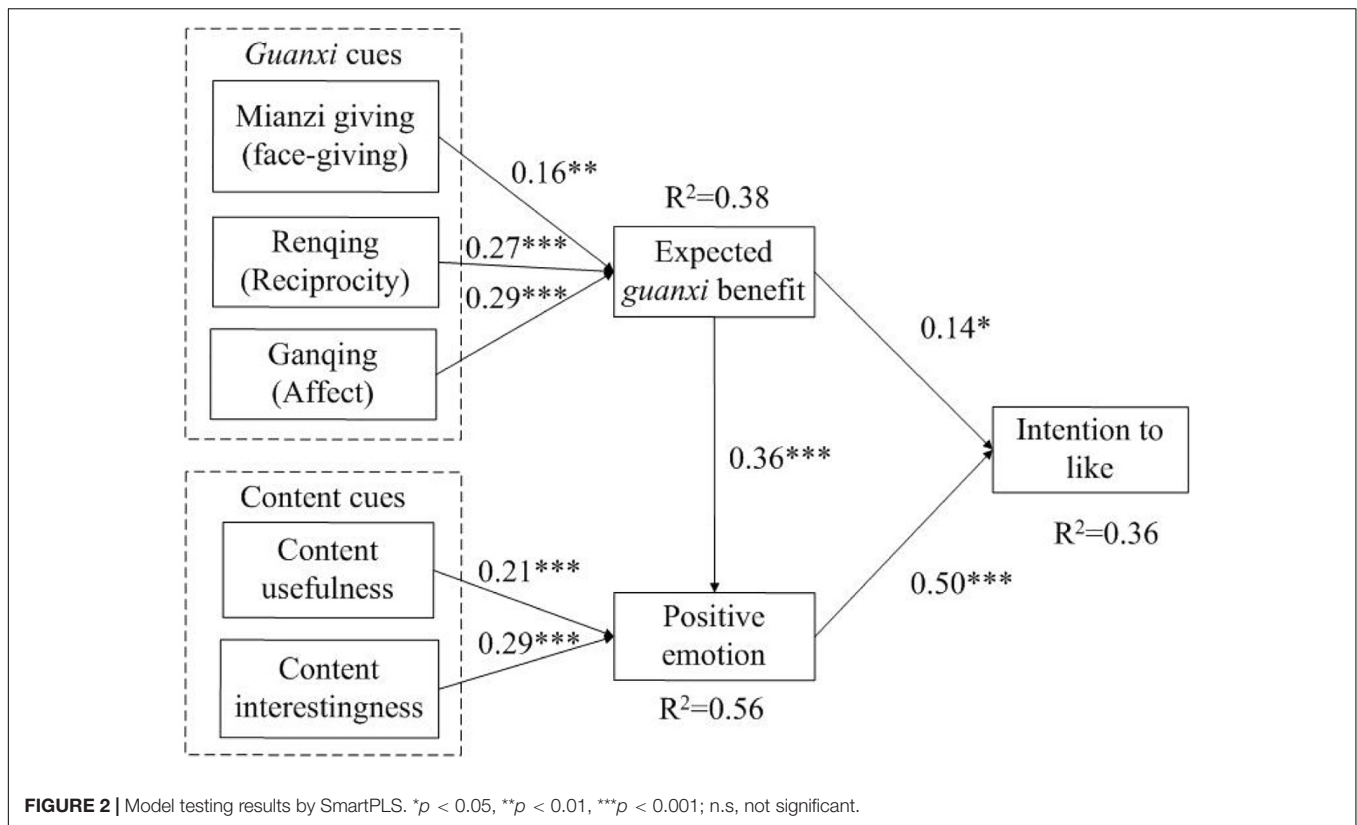 Guanxi cues
Mianzi giving
(face-giving)
Renqing
(Reciprocity)
Ganqing
(Affect)
0.16**
0.27***
0.29***
R²=0.38
Expected
guanxi benefit
0.14*
0.36***
Intention to
like
R²=0.36
Content cues
Content
usefulness
Content
interestingness
0.21***
0.29***
Positive
emotion
R²=0.56
0.50***
FIGURE 2 | Model testing results by SmartPLS. *p < 0.05, **p < 0.01, ***p < 0.001; n.s, not significant.